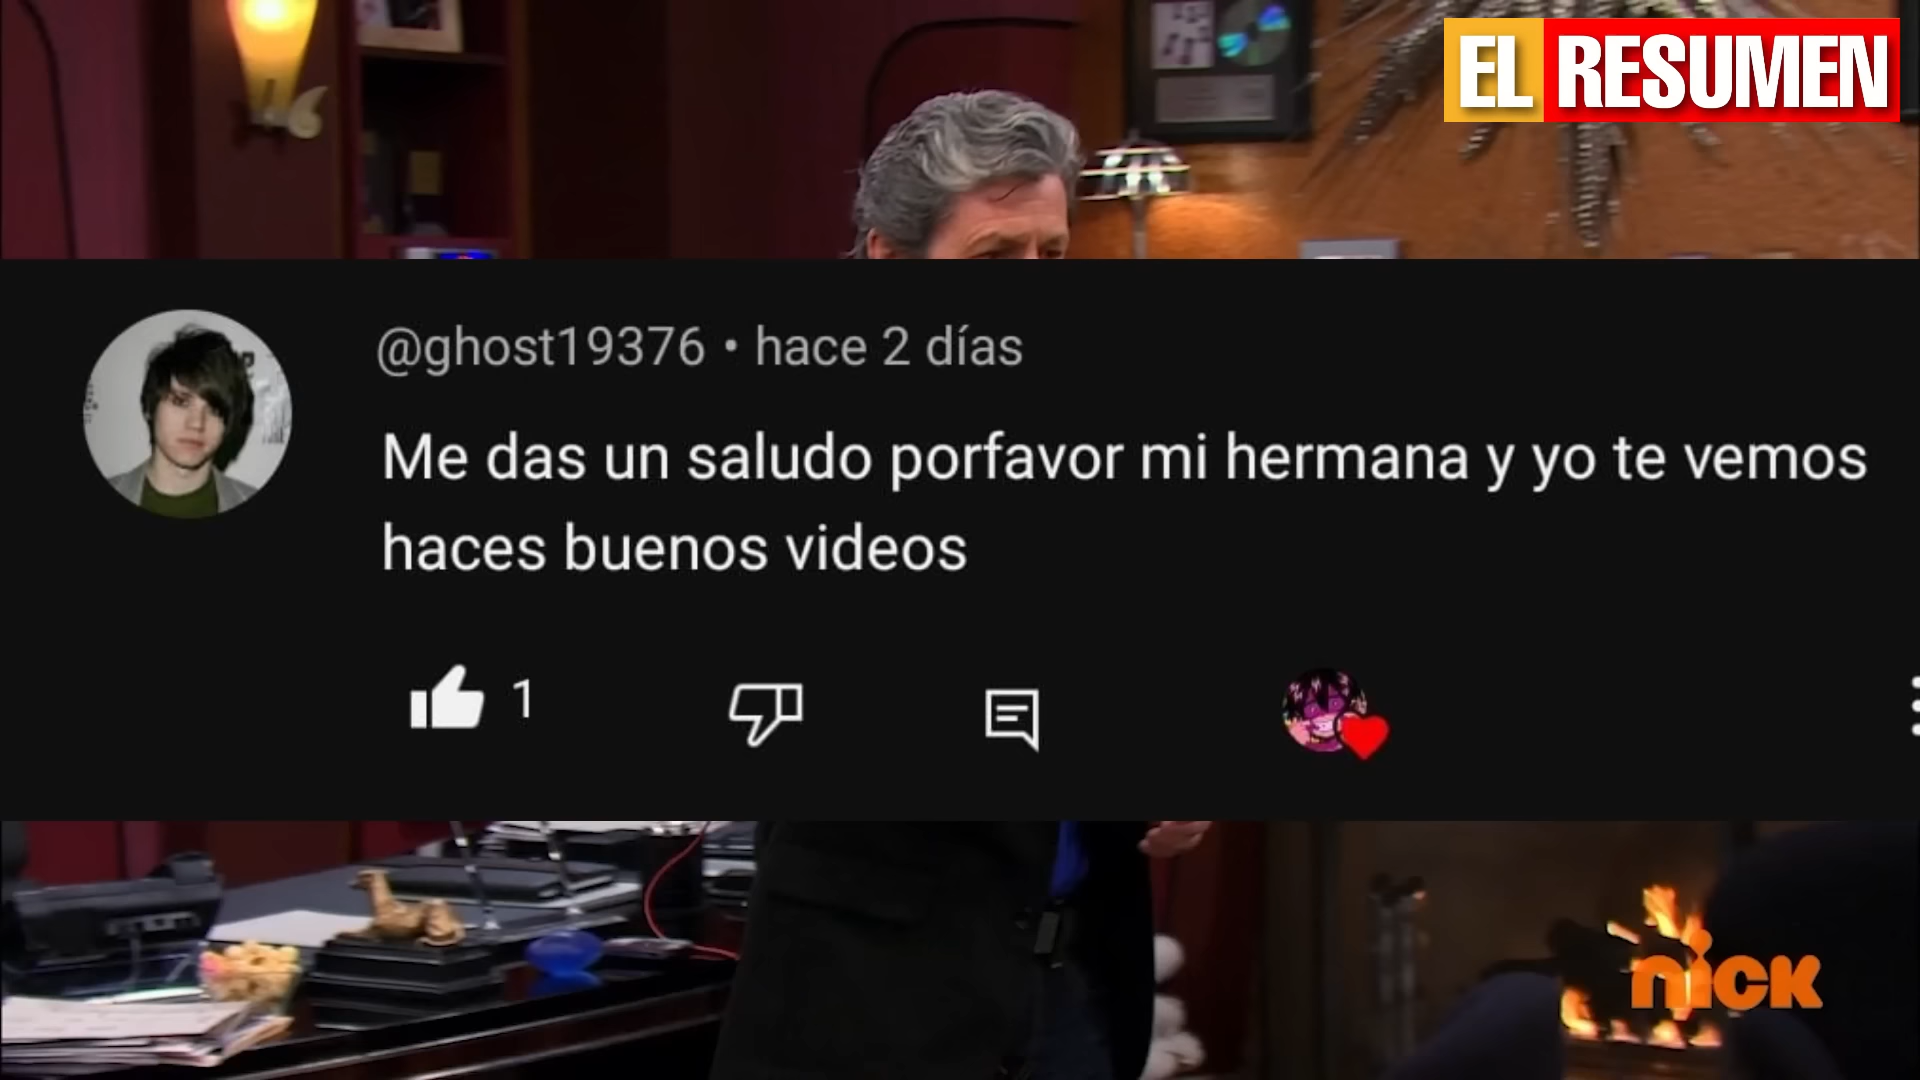 EL RESUMEN
@ghost19376 • hace 2 días
Me das un saludo porfavor mi hermana y yo te vemos
haces buenos videos
1
nick